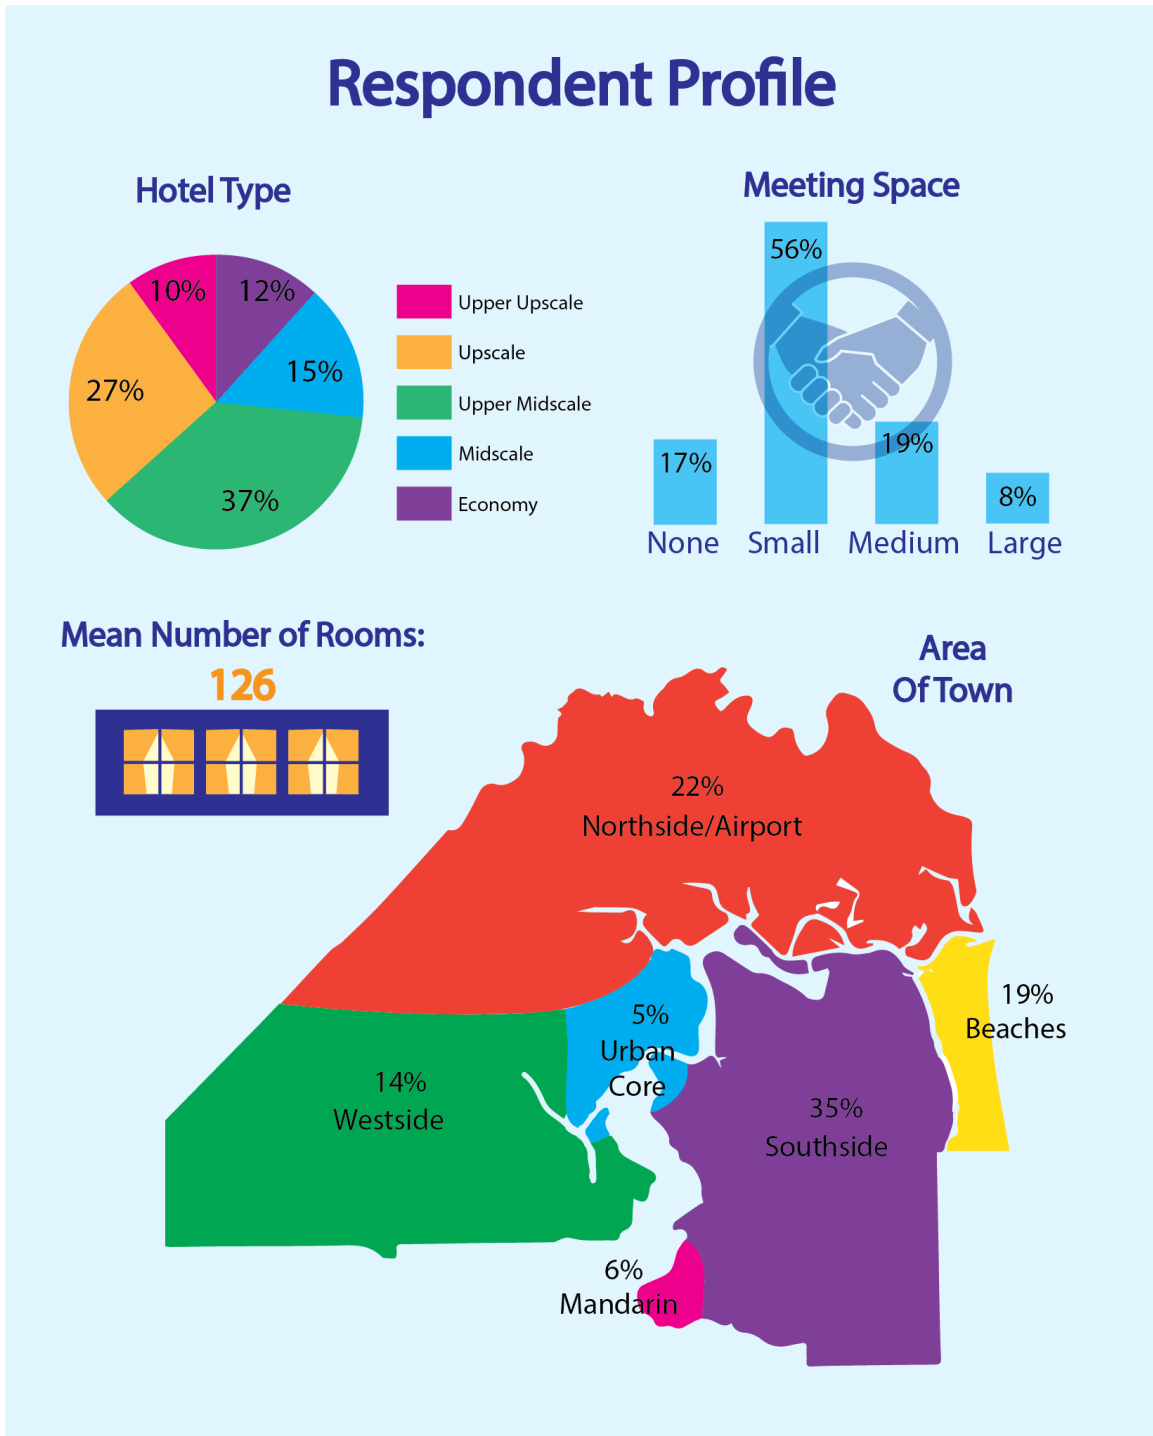 Respondent Profile
Hotel Type
10%
12%
15%
27%
37%
Upper Upscale
Upscale
Upper Midscale
Midscale
Economy
Meeting Space
56%
17%
19%
8%
None
Small
Medium
Large
Mean Number of Rooms:
126
Area
Of Town
22%
Northside/Airport
19%
Beaches
5%
Urban
Core
14%
Westside
35%
Southside
6%
Mandarin